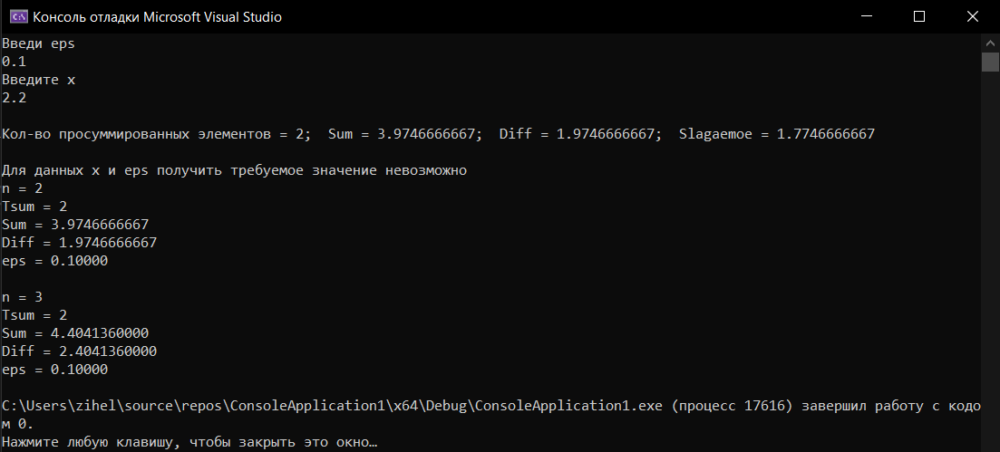 Консоль отладки Microsoft Visual Studio
Введи eps
0.1
Введите x
2.2
Кол-во просуммированных элементов = 2;  Sum = 3.9746666667;  Diff = 1.9746666667;  Slagaemoe = 1.7746666667
Для данных x и eps получить требуемое значение невозможно
n = 2
Tsum = 2
Sum = 3.9746666667
Diff = 1.9746666667
eps = 0.10000
n = 3
Tsum = 2
Sum = 4.4041360000
Diff = 2.4041360000
eps = 0.10000
C:\Users\zihel\source\repos\ConsoleApplication1\x64\Debug\ConsoleApplication1.exe (процесс 17616) завершил работу с кодо
м 0.
Нажмите любую клавишу, чтобы закрыть это окно…